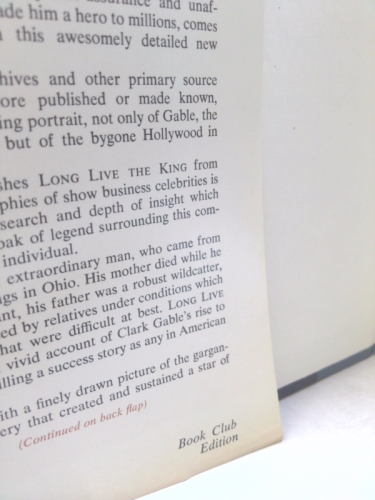 assurance and unaf-
ade him a hero to millions, comes
this awesomely detailed new
hives and other primary source
ore published or made known,
ing portrait, not only of Gable, the
but of the bygone Hollywood in
shes LONG LIVE THE KING from
phies of show business celebrities is
search and depth of insight which
oak of legend surrounding this com-
individual.
extraordinary man, who came from
ngs in Ohio. His mother died while he
nt, his father was a robust wildcatter,
ed by relatives under conditions which
hat were difficult at best. LONG LIVE
vivid account of Clark Gable's rise to
lling a success story as any in American
ith a finely drawn picture of the gargan-
ery that created and sustained a star of
(Continued on back flap)
Book Club
Edition